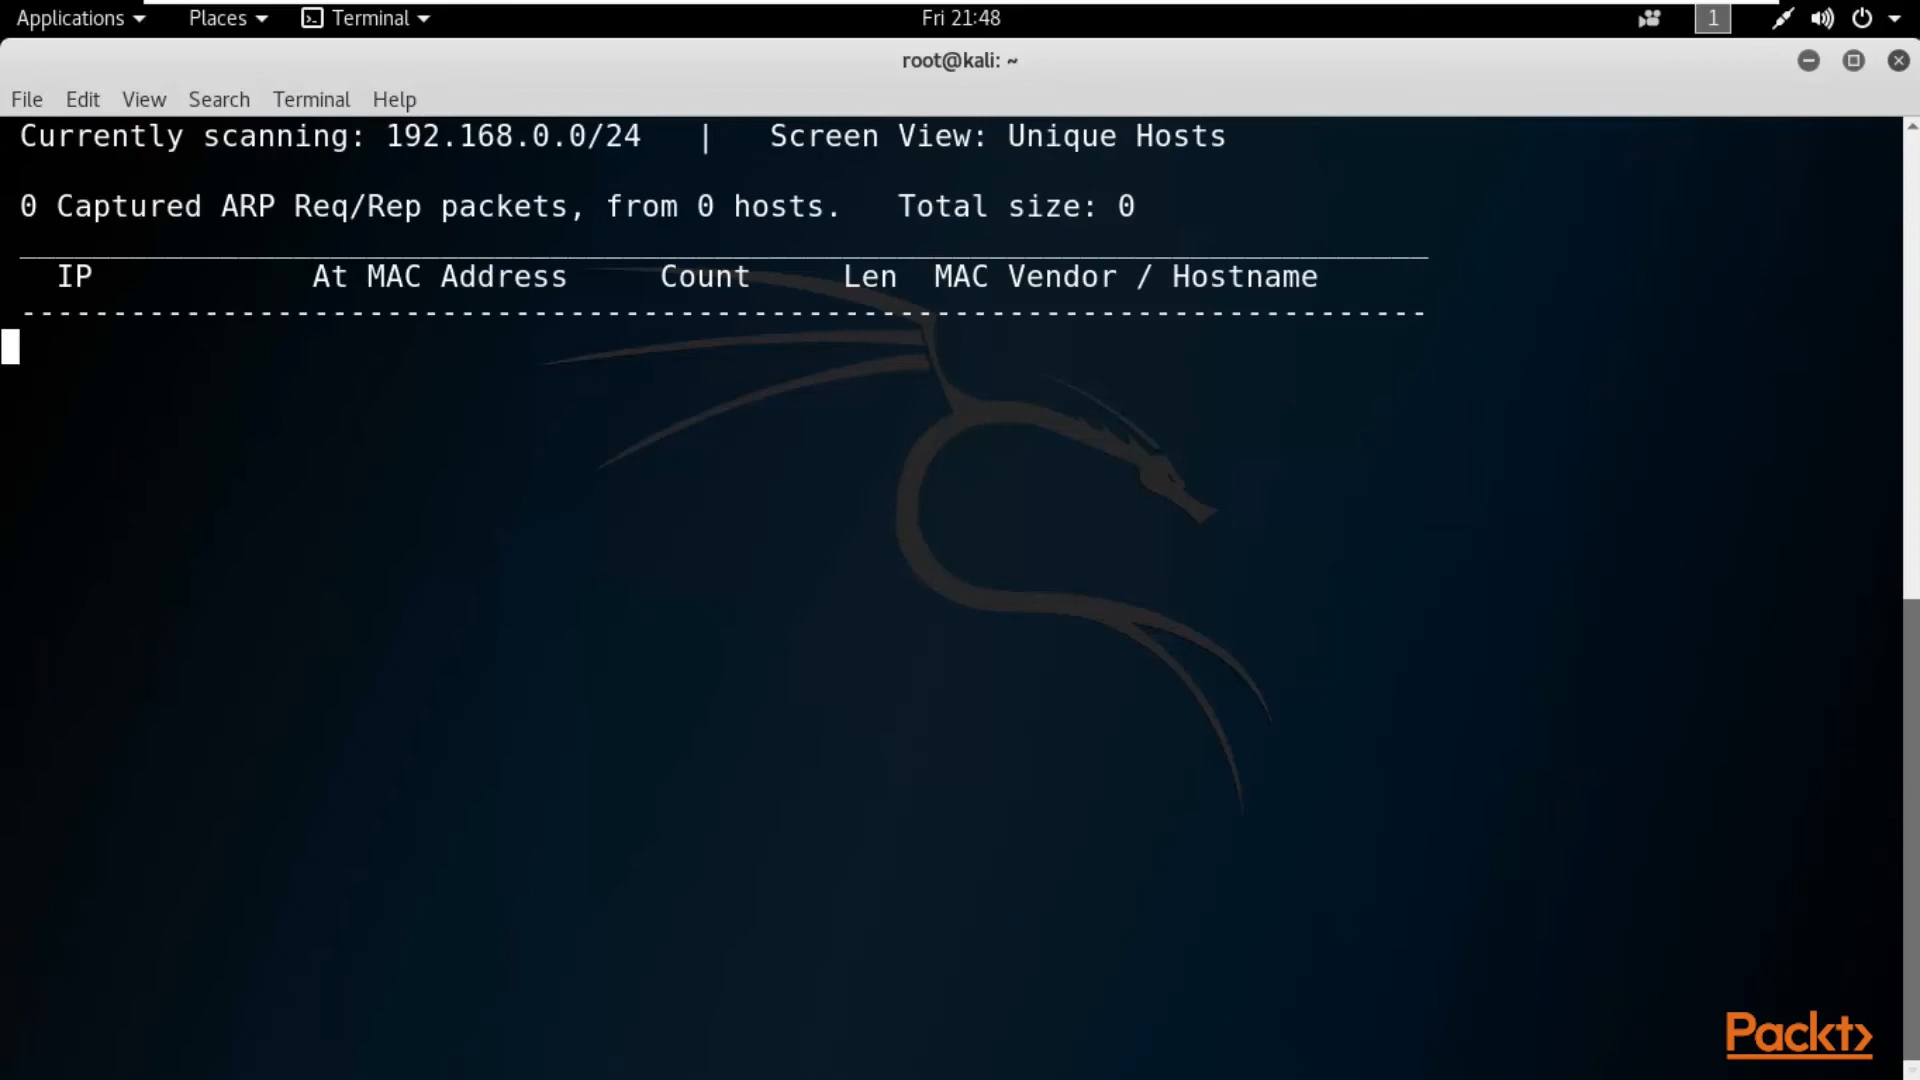 Applications Places Terminal Fri 21:48 1
root@kali: ~
File Edit View Search Terminal Help
Currently scanning: 192.168.0.0/24 | Screen View: Unique Hosts
0 Captured ARP Req/Rep packets, from 0 hosts. Total size: 0
_____________________________________________________________________________
IP At MAC Address Count Len MAC Vendor / Hostname
-----------------------------------------------------------------------------
Packt>